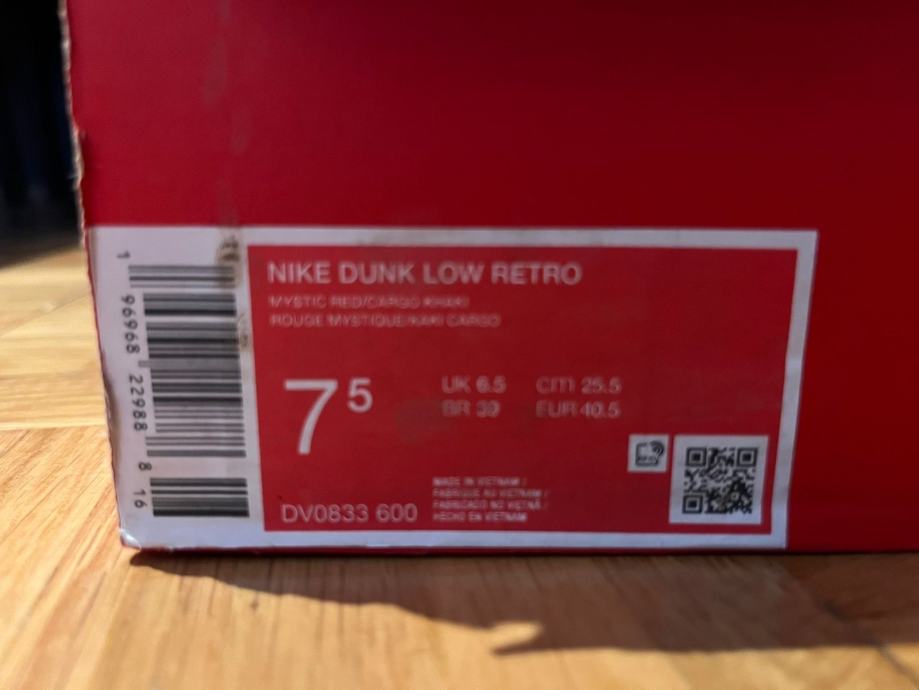 NIKE DUNK LOW RETRO
MYSTIC RED/CARGO KHAKI
ROUGE MYSTIQUE/KAKI CARGO
7 5
UK 6.5 cm 25.5
BR 39 EUR 40.5
MADE IN VIETNAM /
FABRIQUÉ AU VIETNAM /
FABRICADO NO VIETNÃ /
HECHO EN VIETNAM
DV0833 600
1 96968 22988 8 16